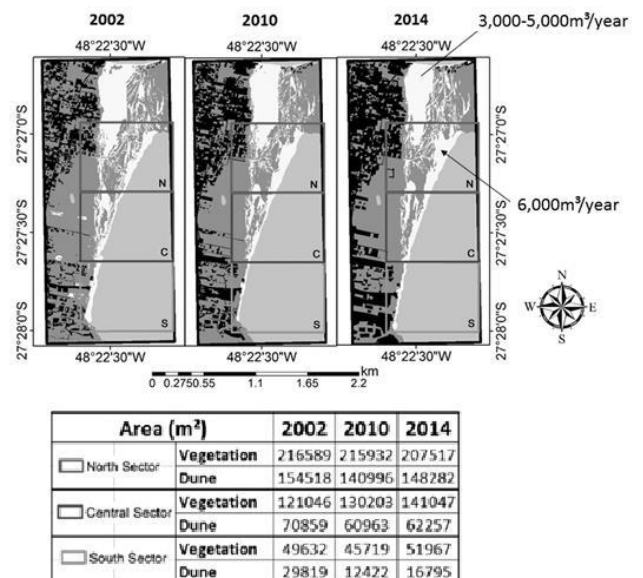 2002 2010 2014 3,000-5,000m³/year
48°22'30"W 48°22'30"W 48°22'30"W
27°27'0"S 27°27'0"S
N N N
6,000m³/year
27°27'30"S 27°27'30"S
C C C
N
W E
S
27°28'0"S 27°28'0"S
S S S
48°22'30"W 48°22'30"W 48°22'30"W
km
0 0.2750.55 1.1 1.65 2.2
Area (m²) 2002 2010 2014
North Sector Vegetation 216589 215932 207517
Dune 154518 140996 148282
Central Sector Vegetation 121046 130203 141047
Dune 70859 60963 62257
South Sector Vegetation 49632 45719 51967
Dune 29819 12422 16795